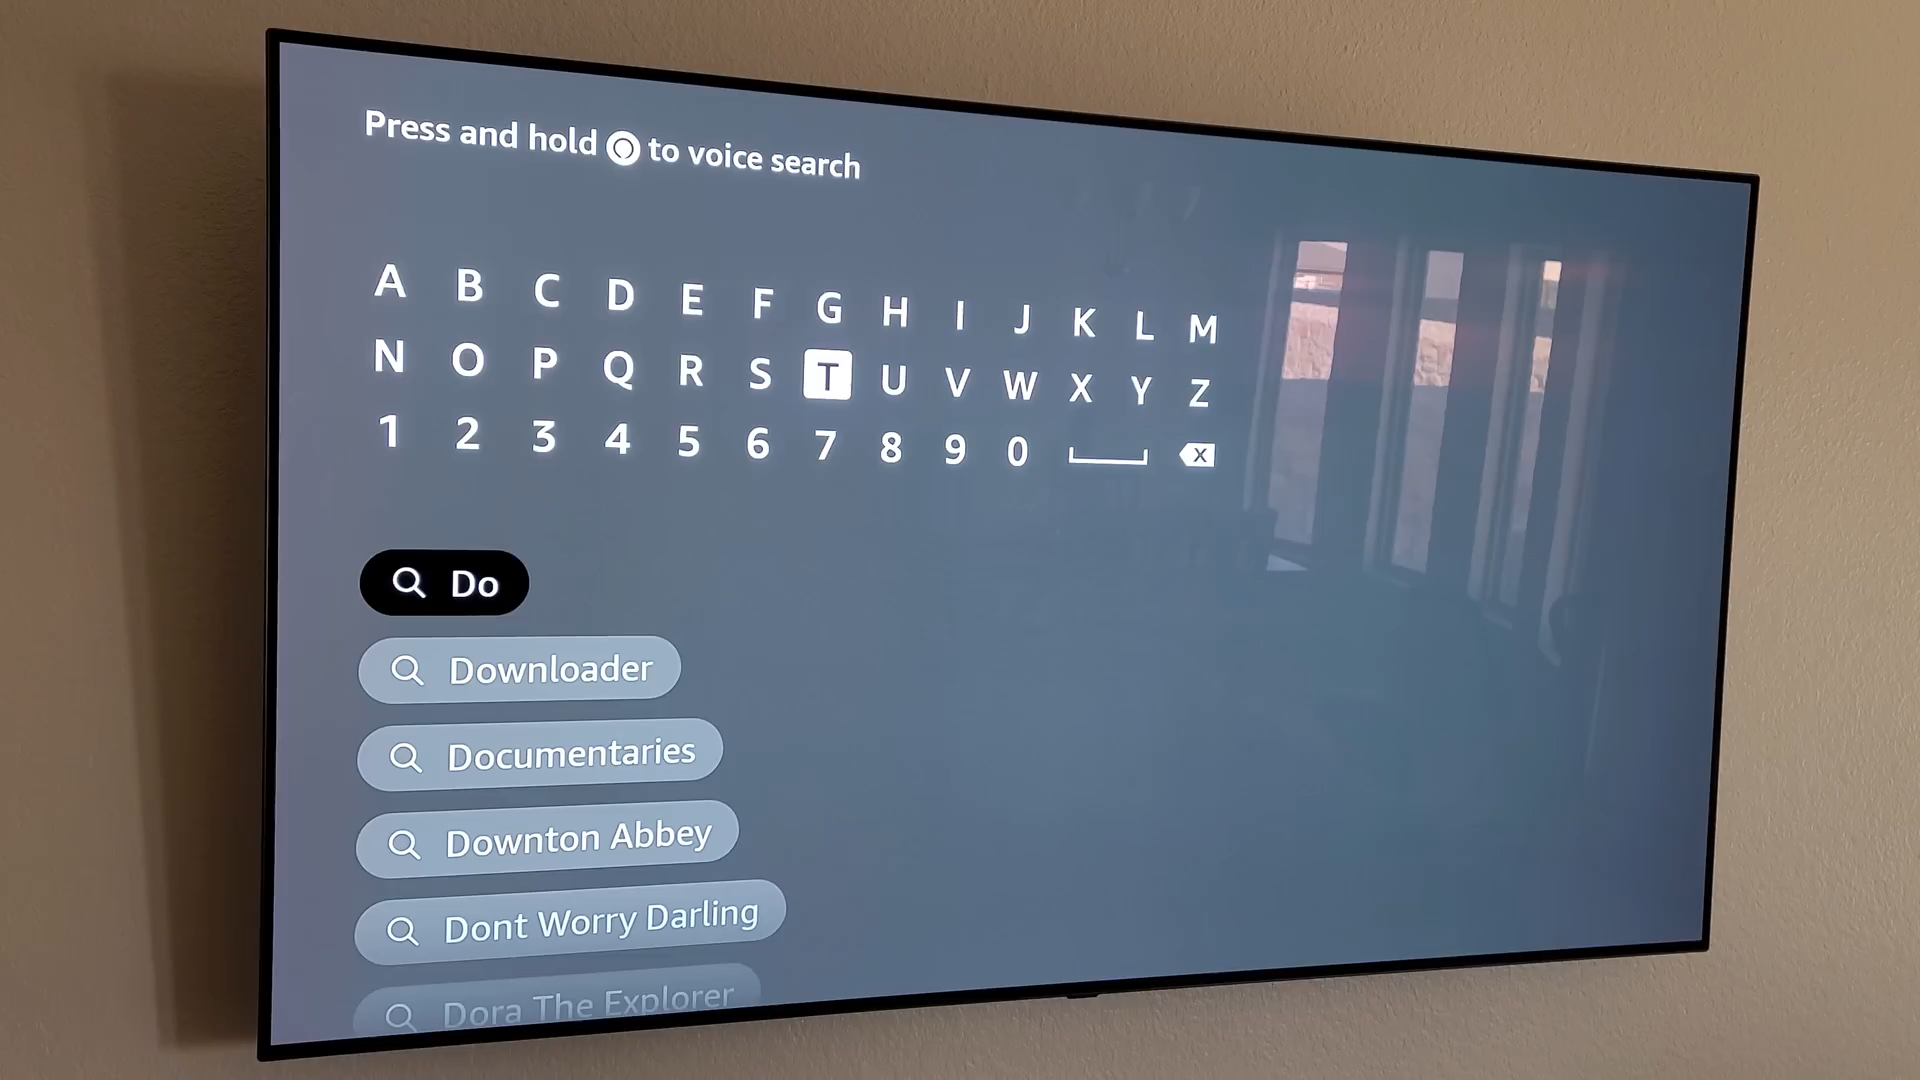 Press and hold to voice search
A B C D E F G H I J K L M
N O P Q R S T U V W X Y Z
1 2 3 4 5 6 7 8 9 0
Do
Downloader
Documentaries
Downton Abbey
Dont Worry Darling
Dora The Explorer